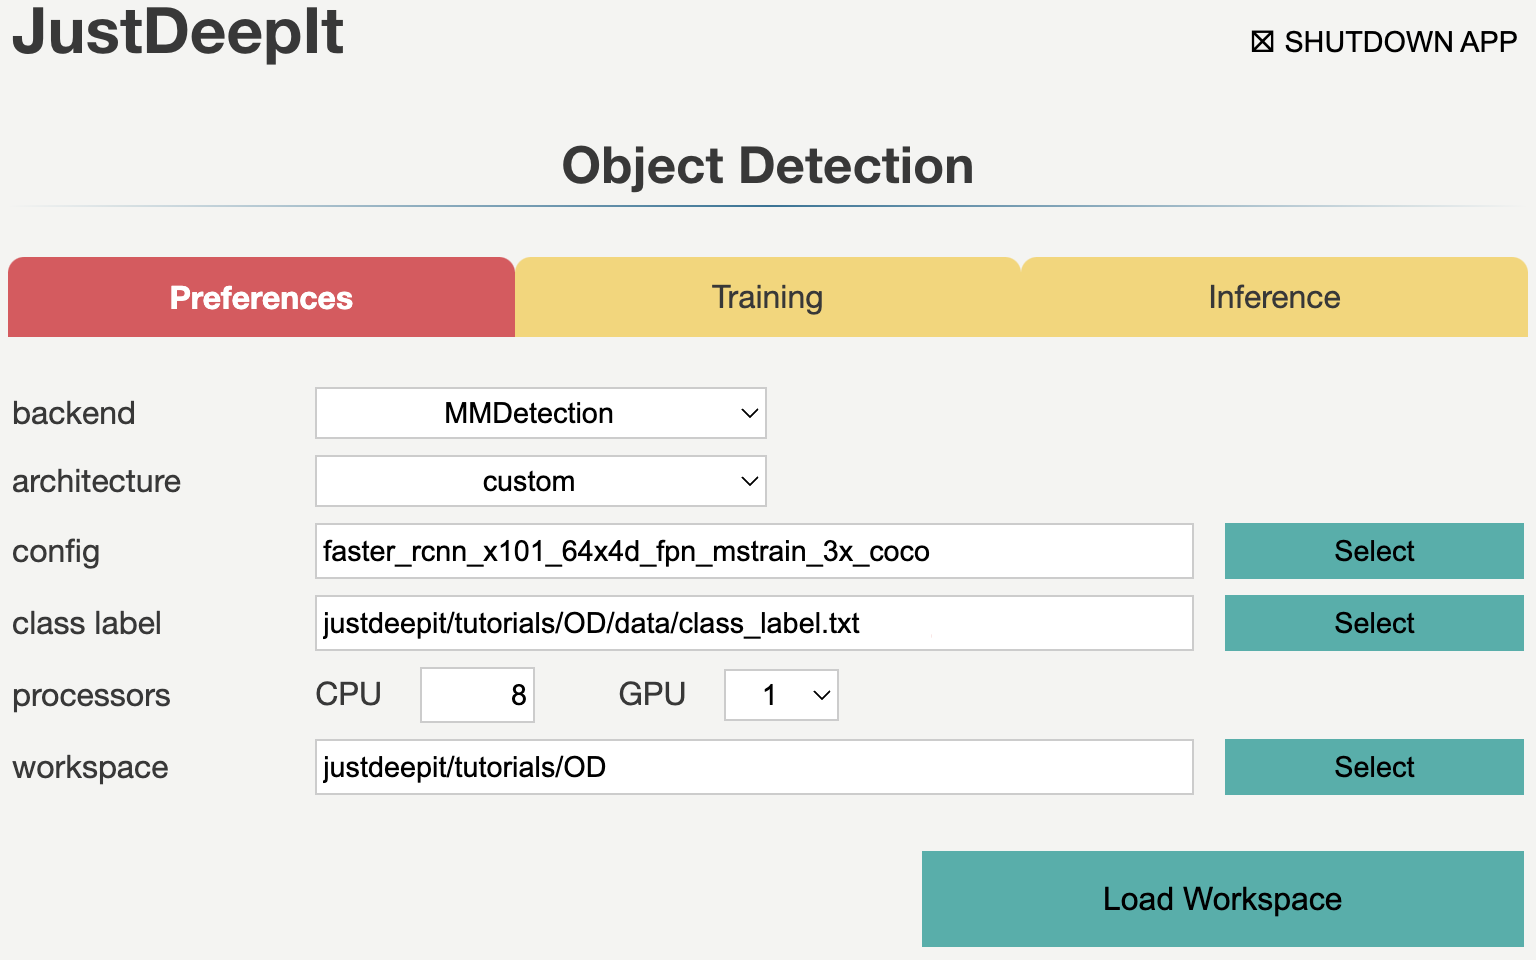 JustDeepIt
SHUTDOWN APP
Object Detection
Preferences Training Inference
backend MMDetection
architecture custom
config faster_rcnn_x101_64x4d_fpn_mstrain_3x_coco Select
class label justdeepit/tutorials/OD/data/class_label.txt Select
processors CPU 8 GPU 1
workspace justdeepit/tutorials/OD Select
Load Workspace